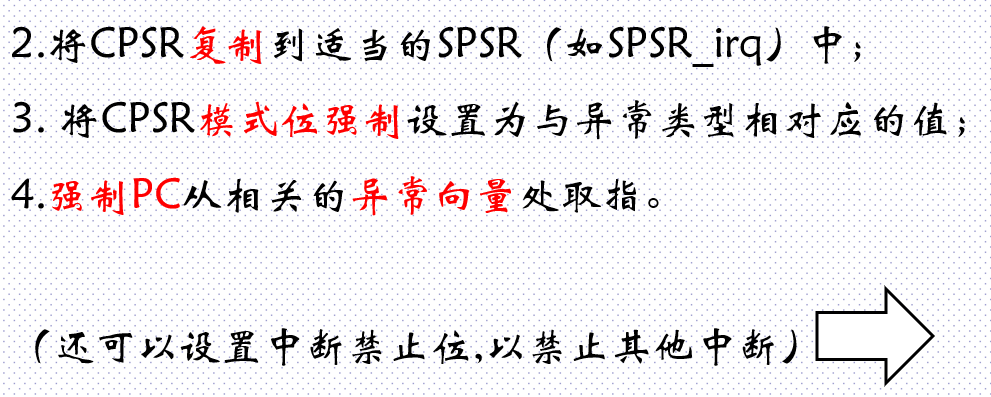 2.将CPSR复制到适当的SPSR（如SPSR_irq）中；
3. 将CPSR模式位强制设置为与异常类型相对应的值；
4.强制PC从相关的异常向量处取指。
（还可以设置中断禁止位,以禁止其他中断）